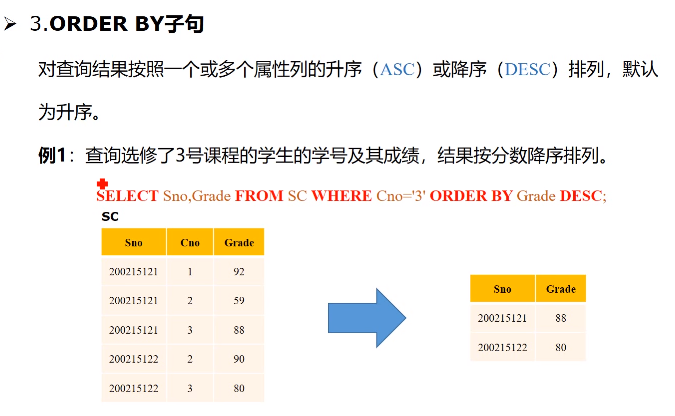 ➢ 3.ORDER BY子句
对查询结果按照一个或多个属性列的升序（ASC）或降序（DESC）排列，默认
为升序。
例1：查询选修了3号课程的学生的学号及其成绩，结果按分数降序排列。
SELECT Sno,Grade FROM SC WHERE Cno='3' ORDER BY Grade DESC;
SC
Sno Cno Grade
200215121 1 92
200215121 2 59
200215121 3 88
200215122 2 90
200215122 3 80
Sno Grade
200215121 88
200215122 80